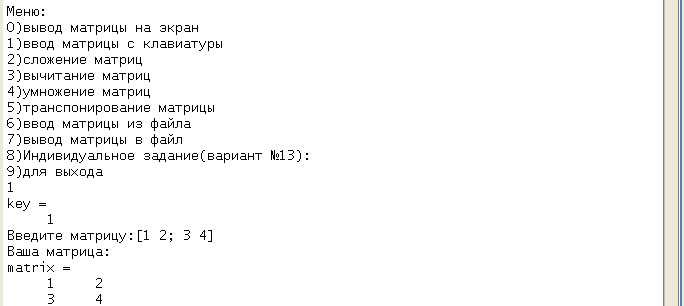 Меню:
0)вывод матрицы на экран
1)ввод матрицы с клавиатуры
2)сложение матриц
3)вычитание матриц
4)умножение матриц
5)транспонирование матрицы
6)ввод матрицы из файла
7)вывод матрицы в файл
8)Индивидуальное задание(вариант №13):
9)для выхода
1
key =
     1
Введите матрицу:[1 2; 3 4]
Ваша матрица:
matrix =
     1     2
     3     4